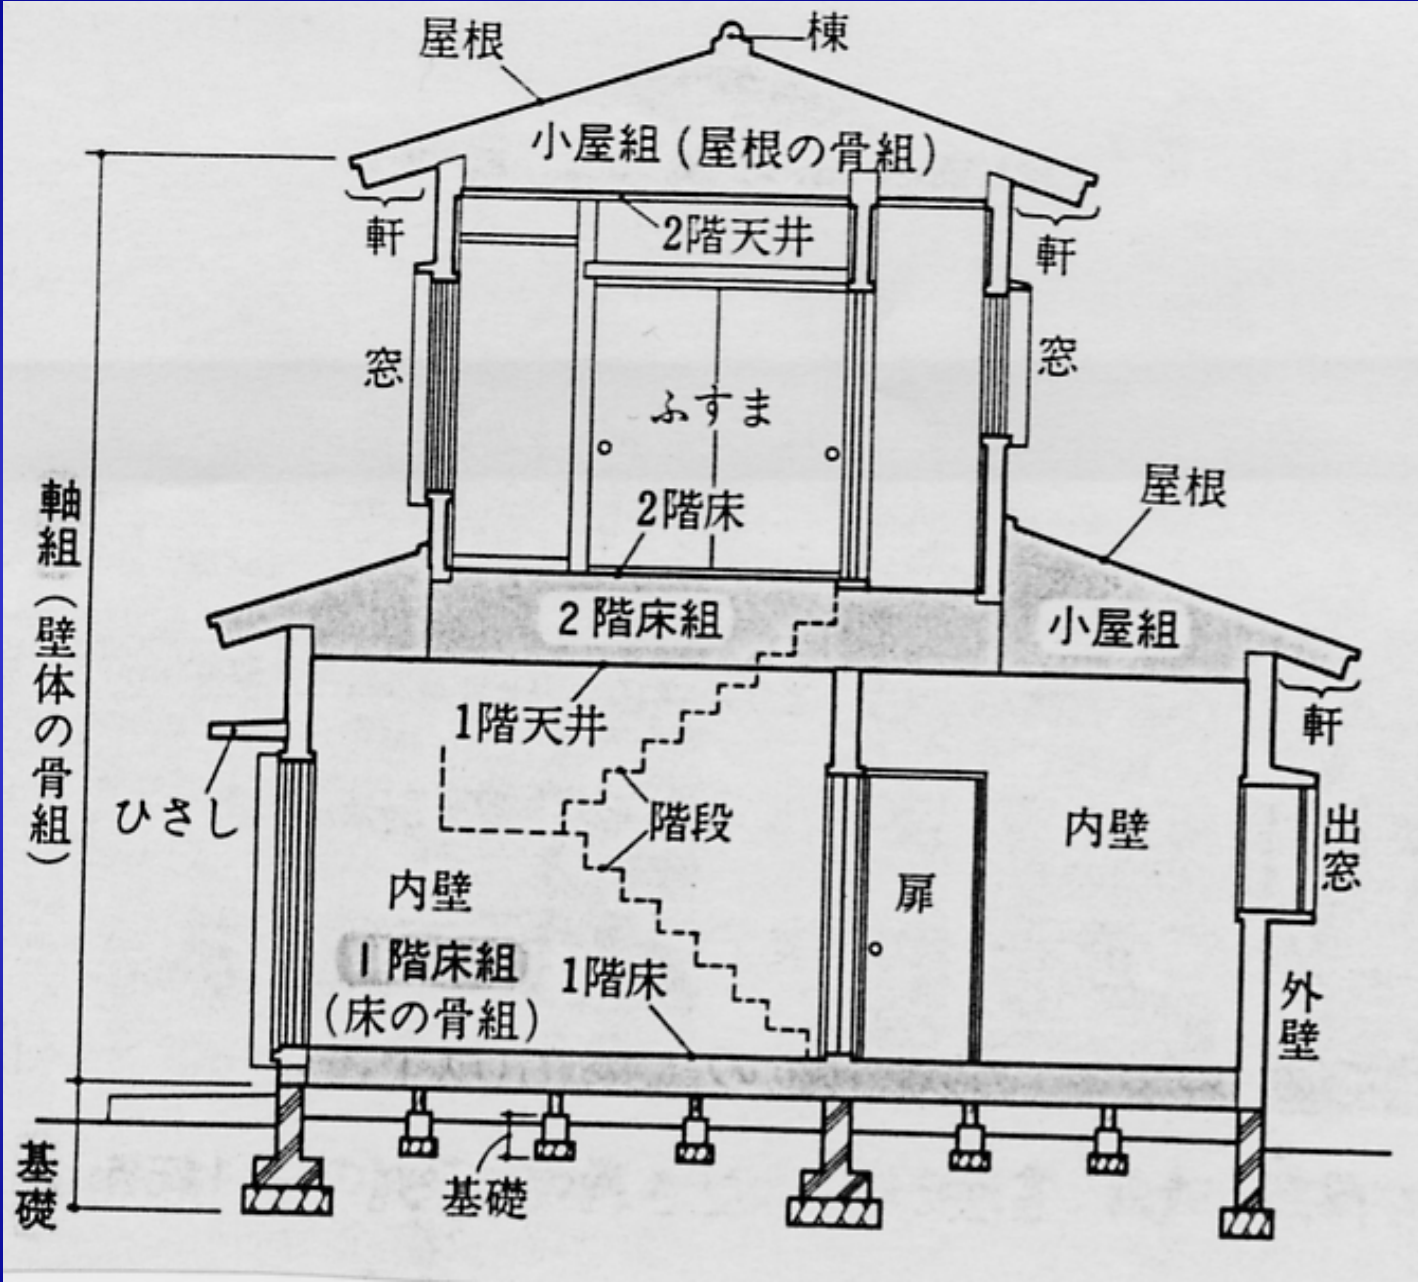 屋根
棟
小屋組(屋根の骨組)
軒
2階天井
軒
窓
窓
ふすま
2階床
屋根
軸組(壁体の骨組)
2階床組
小屋組
1階天井
軒
ひさし
階段
内壁
出窓
内壁
扉
1階床組
(床の骨組)
1階床
外壁
基礎
基礎